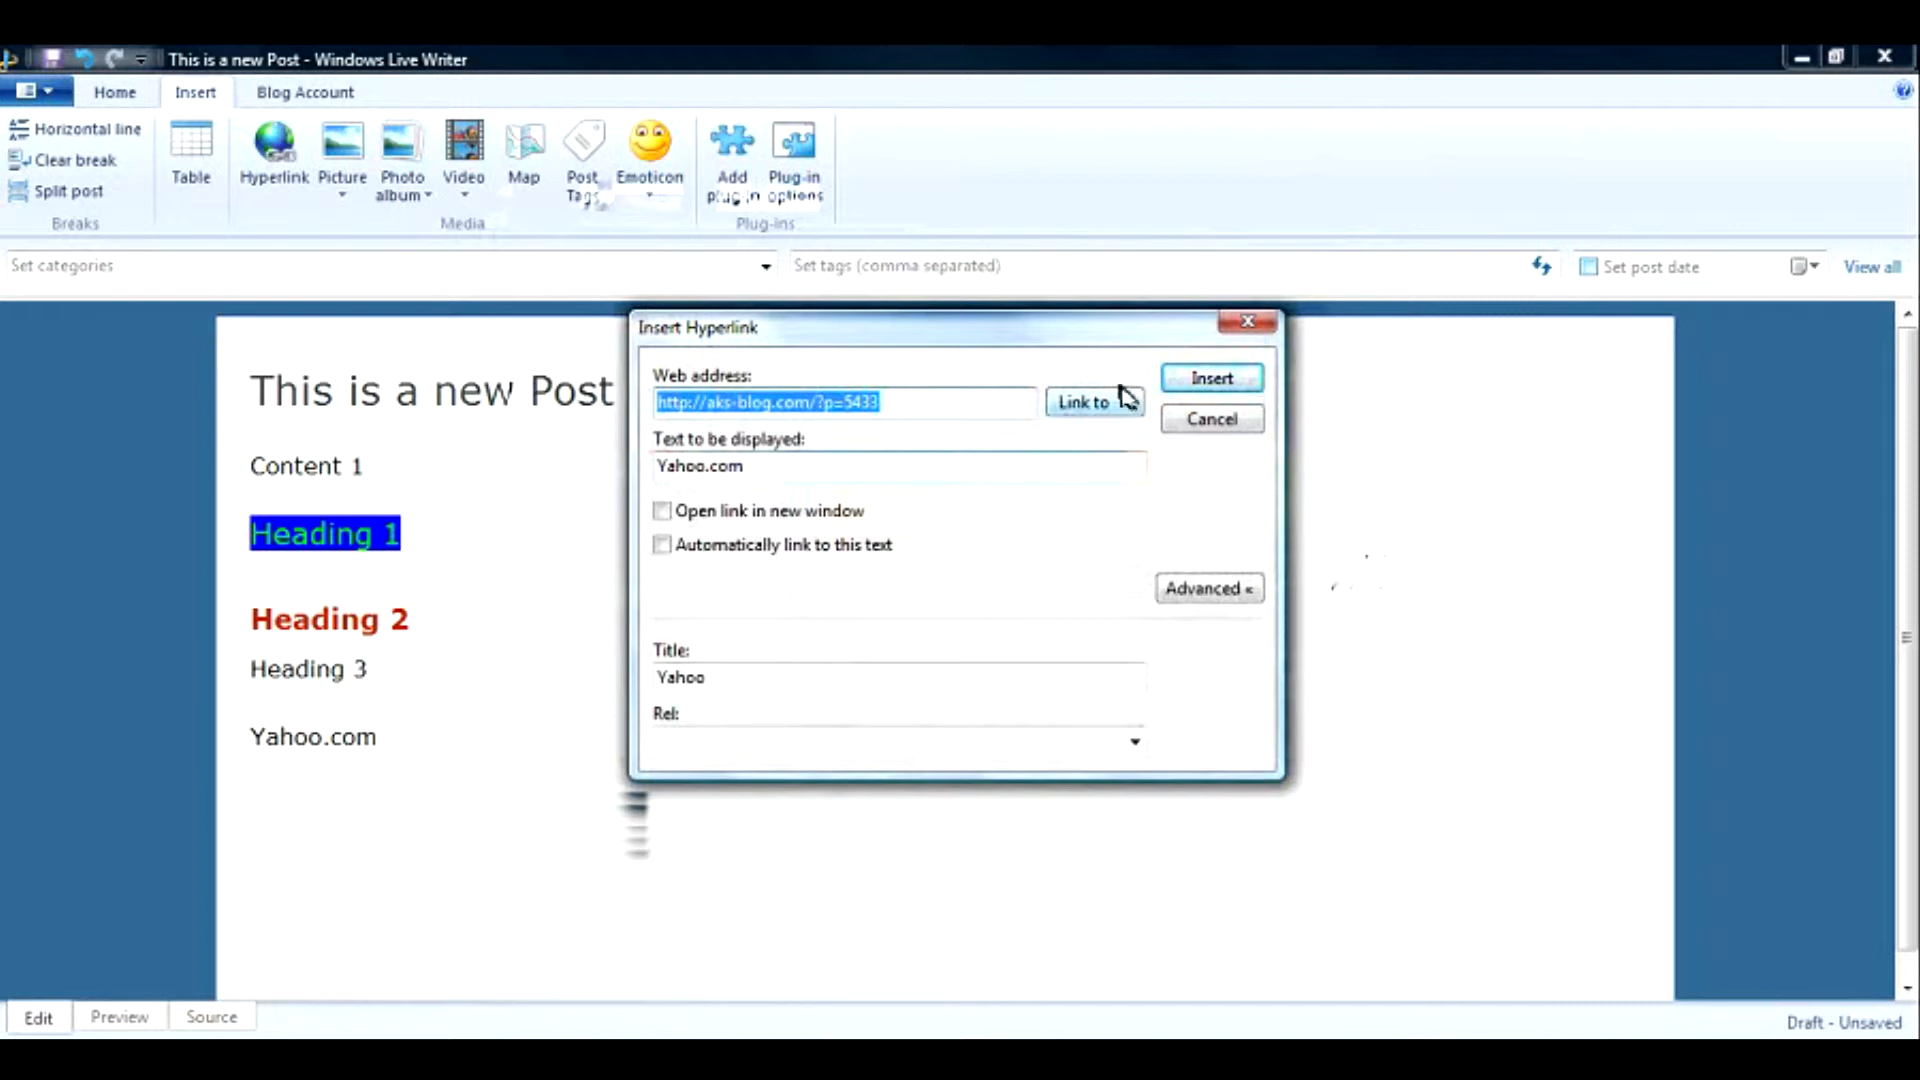 This is a new Post - Windows Live Writer
Home Insert Blog Account
Horizontal line
Clear break
Split post
Breaks
Table
Hyperlink
Picture
Photo album
Video
Map
Post Tags
Emoticon
Media
Add plug-in
Plug-in options
Plug-ins
Set categories
Set tags (comma separated)
Set post date
View all
This is a new Post
Content 1
Heading 1
Heading 2
Heading 3
Yahoo.com
Insert Hyperlink
Web address:
http://aks-blog.com/?p=5433
Link to
Insert
Cancel
Text to be displayed:
Yahoo.com
Open link in new window
Automatically link to this text
Advanced «
Title:
Yahoo
Rel:
Edit Preview Source
Draft - Unsaved